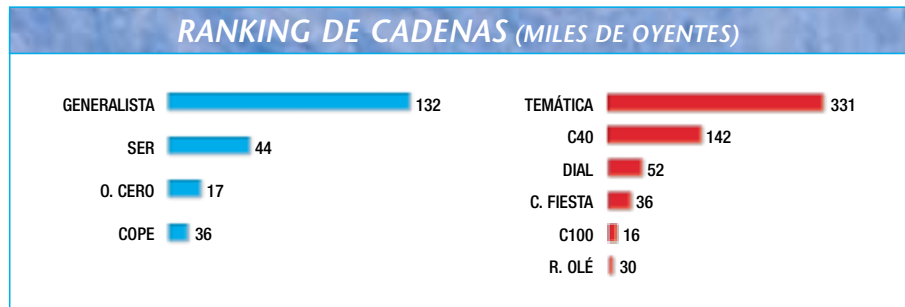 RANKING DE CADENAS (MILES DE OYENTES)
GENERALISTA 132
SER 44
O. CERO 17
COPE 36
TEMÁTICA 331
C40 142
DIAL 52
C. FIESTA 36
C100 16
R. OLÉ 30